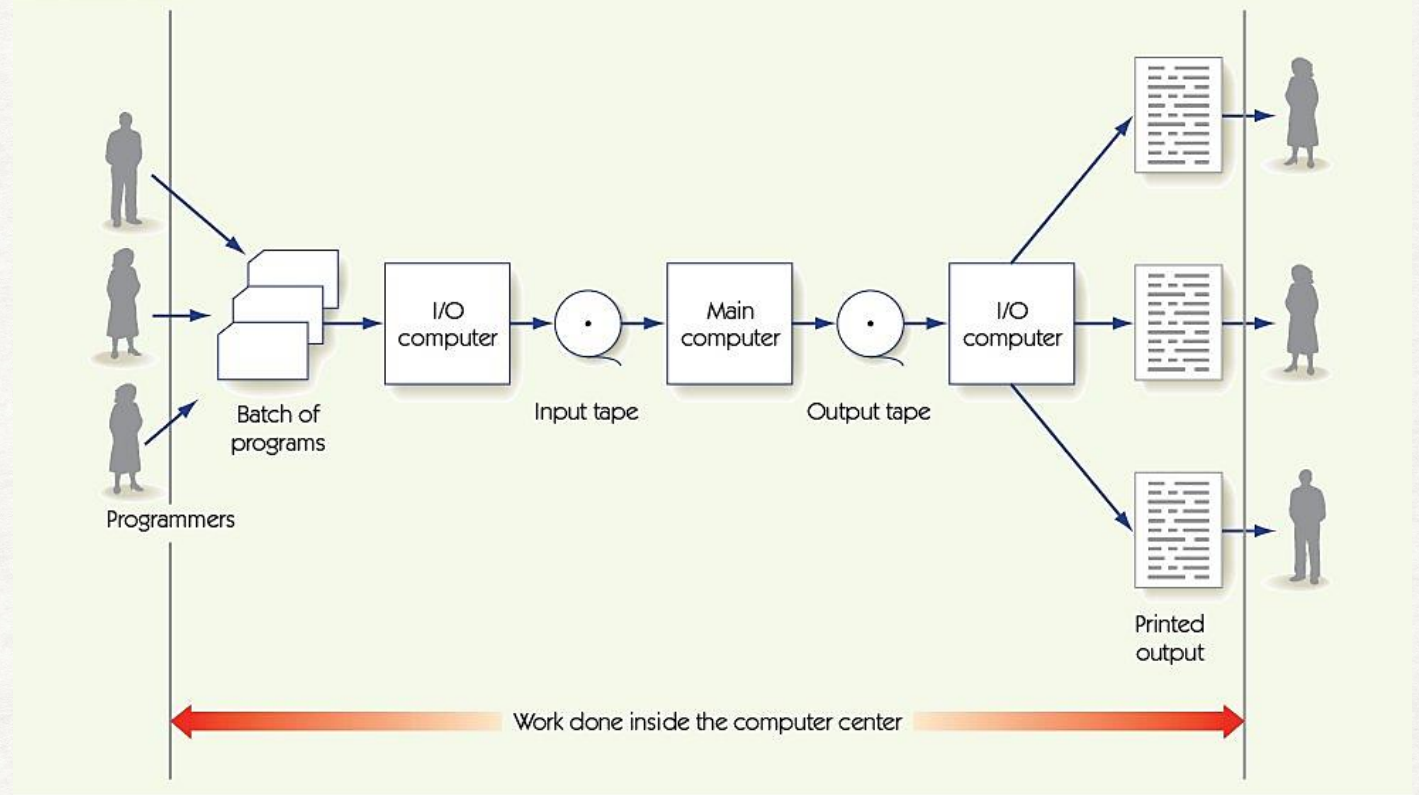 Programmers
Batch of
programs
I/O
computer
Input tape
Main
computer
Output tape
I/O
computer
Printed
output
Work done inside the computer center